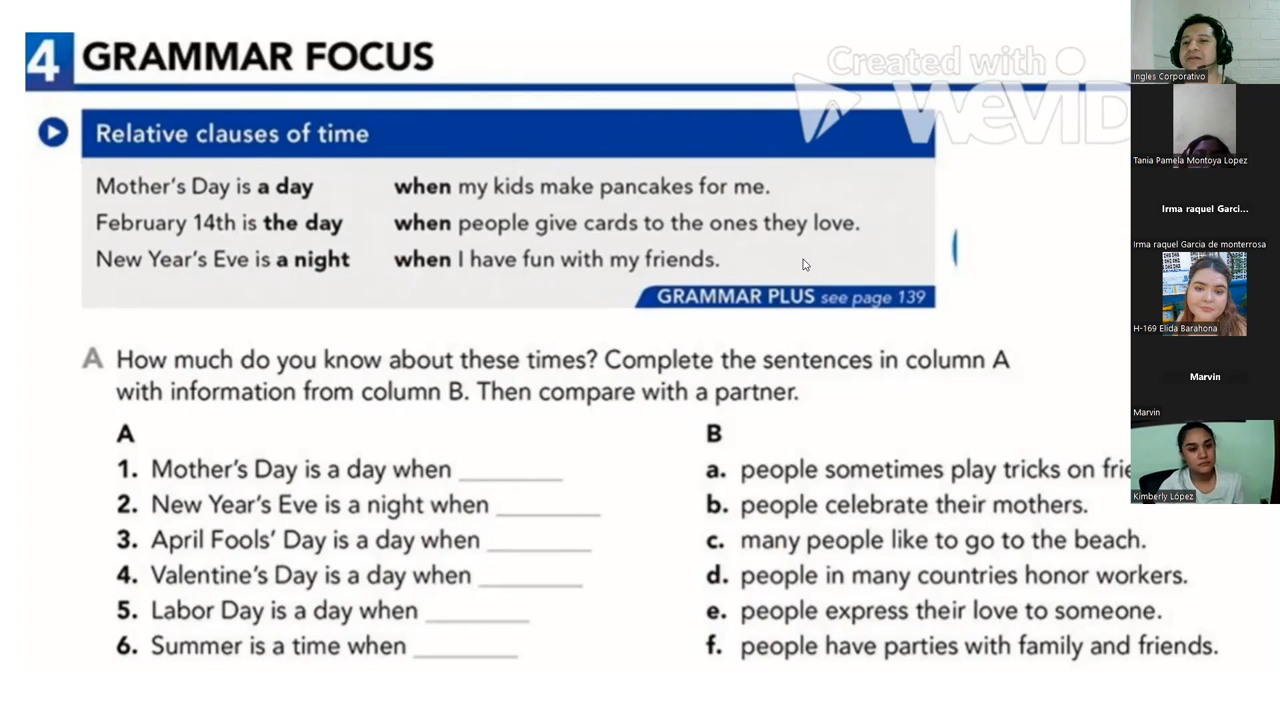 4 GRAMMAR FOCUS
Created with
WeVID
Relative clauses of time
Mother's Day is a day when my kids make pancakes for me.
February 14th is the day when people give cards to the ones they love.
New Year's Eve is a night when I have fun with my friends.
GRAMMAR PLUS see page 139
A How much do you know about these times? Complete the sentences in column A
with information from column B. Then compare with a partner.
A
1. Mother's Day is a day when
2. New Year's Eve is a night when
3. April Fools' Day is a day when
4. Valentine's Day is a day when
5. Labor Day is a day when
6. Summer is a time when
B
a. people sometimes play tricks on
b. people celebrate their mothers.
c. many people like to go to the beach.
d. people in many countries honor workers.
e. people express their love to someone.
f. people have parties with family and friends.
Ingles Corporativo
Tania Pamela Montoya Lopez
Irma raquel Garci...
Irma raquel Garcia de monterrosa
H-169 Elida Barahona
Marvin
Marvin
Kimberly López